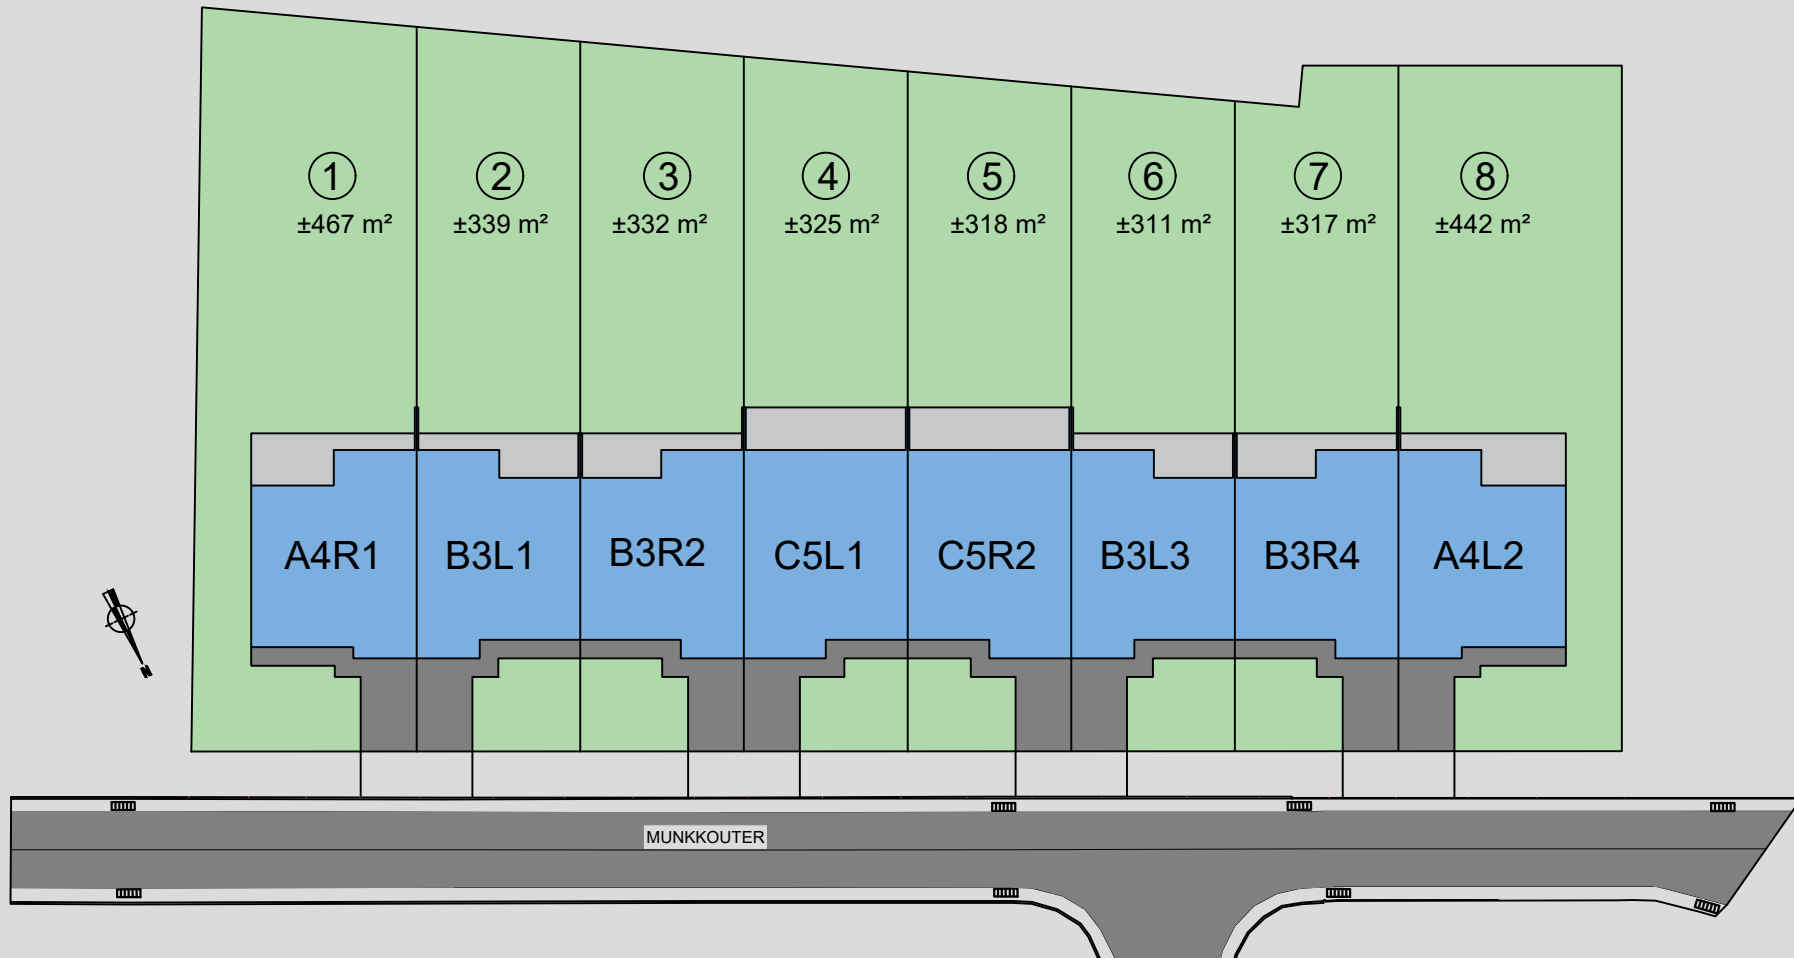 1 2 3 4 5 6 7 8
±467 m² ±339 m² ±332 m² ±325 m² ±318 m² ±311 m² ±317 m² ±442 m²
A4R1 B3L1 B3R2 C5L1 C5R2 B3L3 B3R4 A4L2
MUNKKOUTER